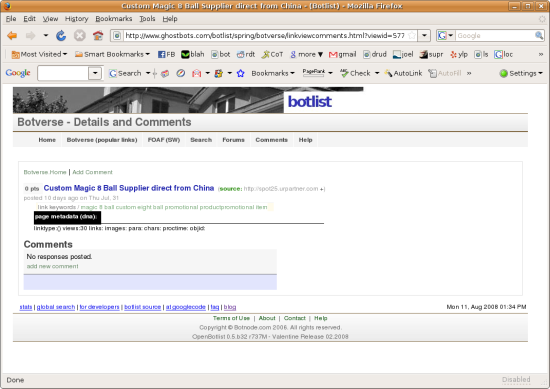 Custom Magic 8 Ball Supplier direct from China - (Botlist) - Mozilla Firefox
File Edit View History Bookmarks Tools Help
http://www.ghostbots.com/botlist/spring/botverse/linkviewcomments.html?viewid=577 Google
Most Visited Smart Bookmarks FB blah bot rdt CoT more gmail drud joel supr ylp ls loc
Google Search Bookmarks PageRank Check AutoLink AutoFill Settings
botlist
Botverse - Details and Comments
Home Botverse (popular links) FOAF (SW) Search Forums Comments Help
Botverse Home | Add Comment
0 pts Custom Magic 8 Ball Supplier direct from China (source: http://spot25.urpartner.com +)
posted 10 days ago on Thu Jul, 31
link keywords / magic 8 ball custom eight ball promotional productpromotional item
page metadata (dna):
linktype:() views:30 links: images: para: chars: proctime: objid:
Comments
No responses posted.
add new comment
stats | global search | for developers | botlist source | at googlecode | faq | blog Mon 11, Aug 2008 01:34 PM
Terms of Use | About | Contact | Help
Copyright © Botnode.com 2006. All rights reserved.
OpenBotlist 0.5.b32 r737M - Valentine Release 02.2008
Done Disabled